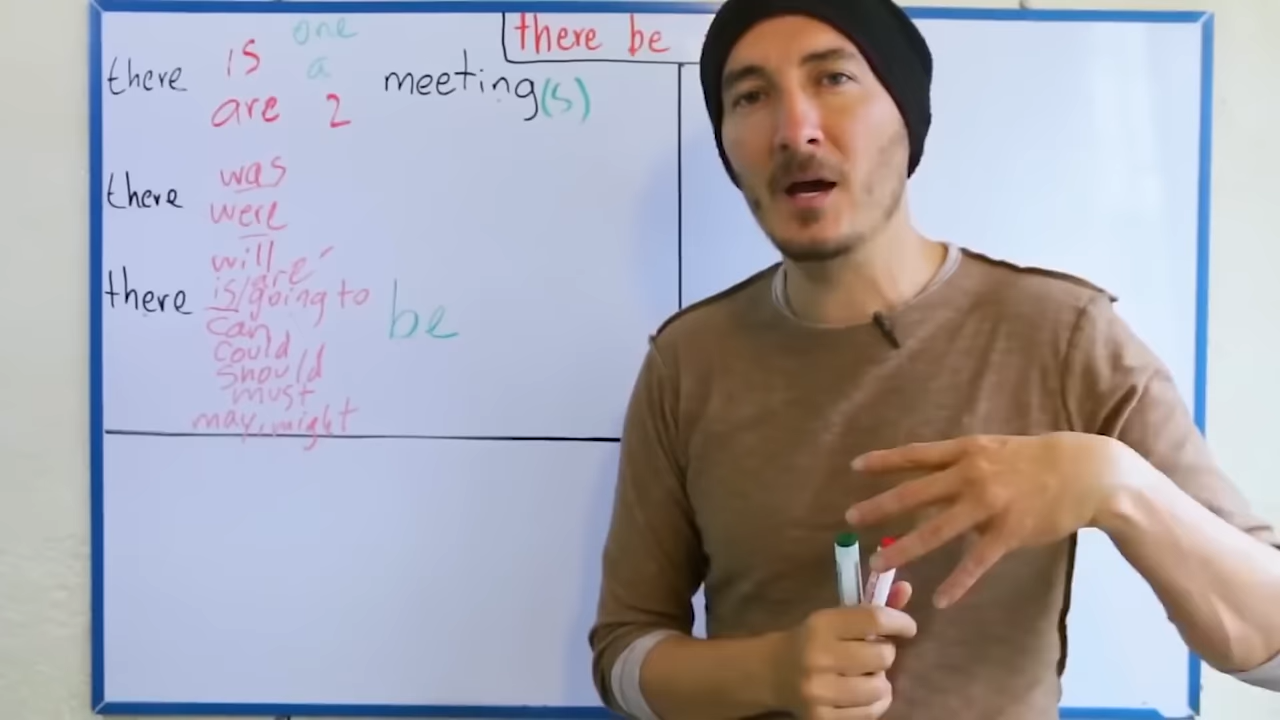 there be
one
there is a meeting(s)
are 2
there was
were
will
are
there is/going to be
can
could
should
must
may, might